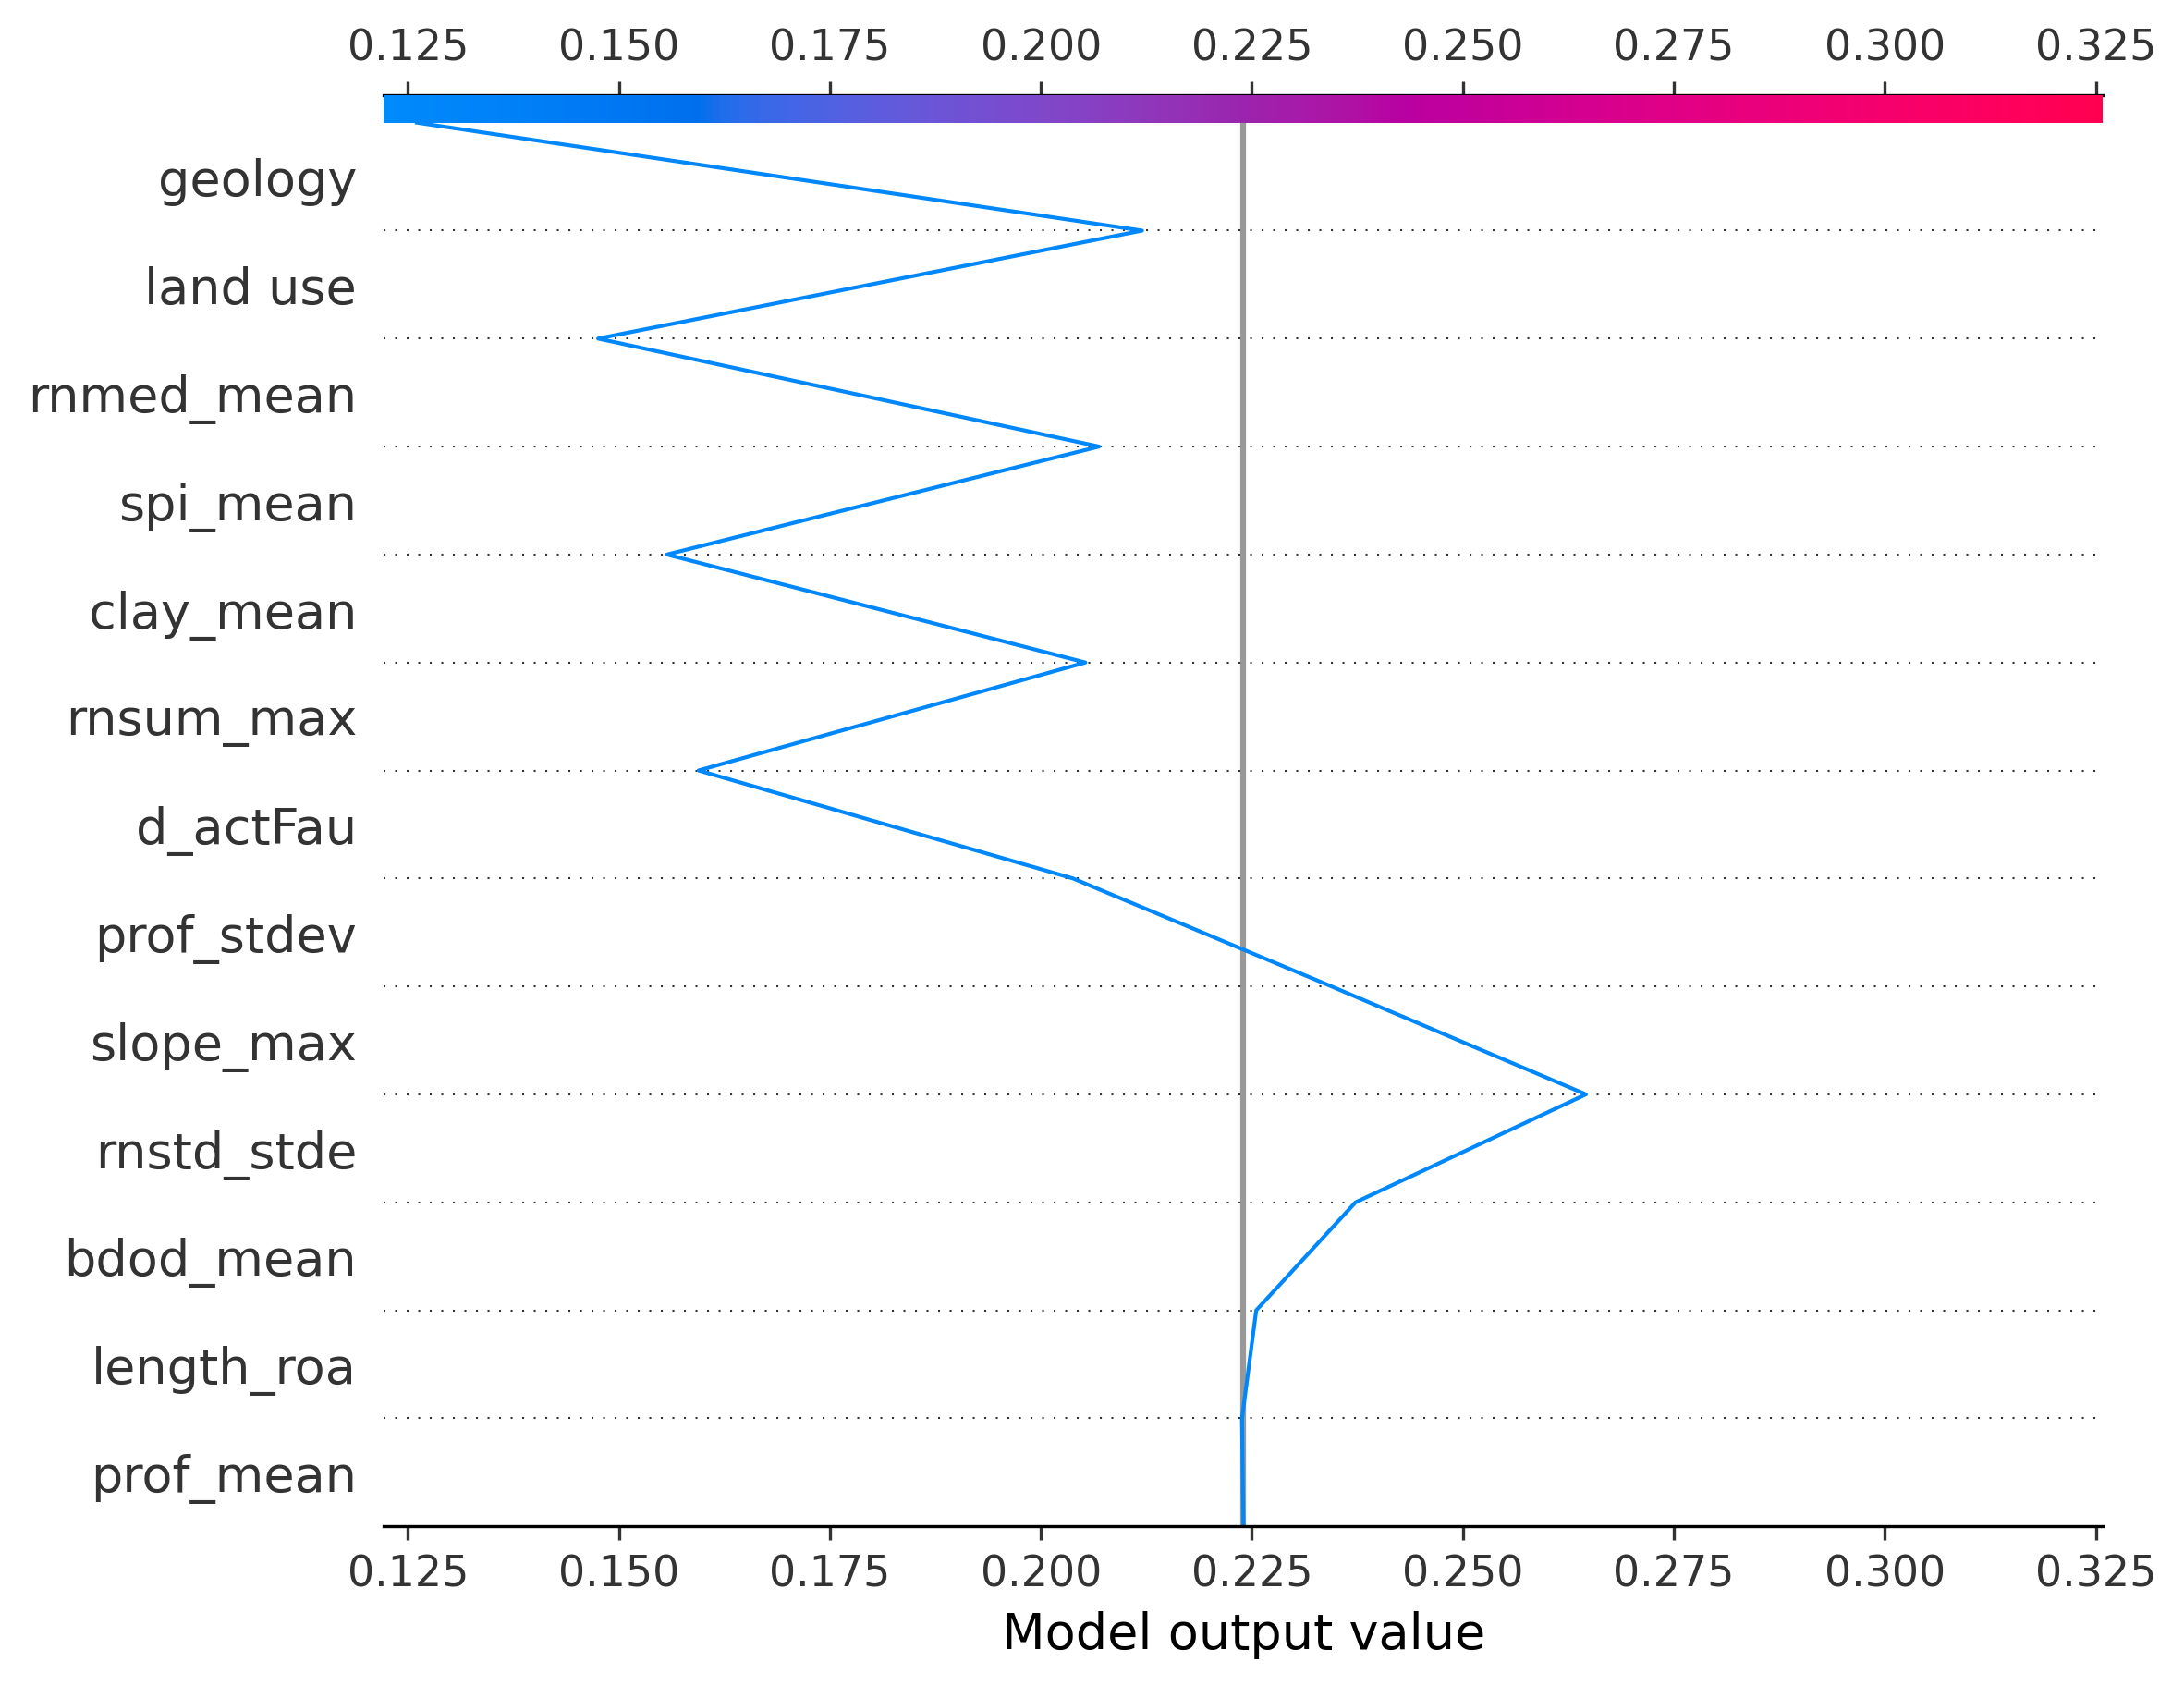 0.125 0.150 0.175 0.200 0.225 0.250 0.275 0.300 0.325
geology
land use
rnmed_mean
spi_mean
clay_mean
rnsum_max
d_actFau
prof_stdev
slope_max
rnstd_stde
bdod_mean
length_roa
prof_mean
0.125 0.150 0.175 0.200 0.225 0.250 0.275 0.300 0.325
Model output value